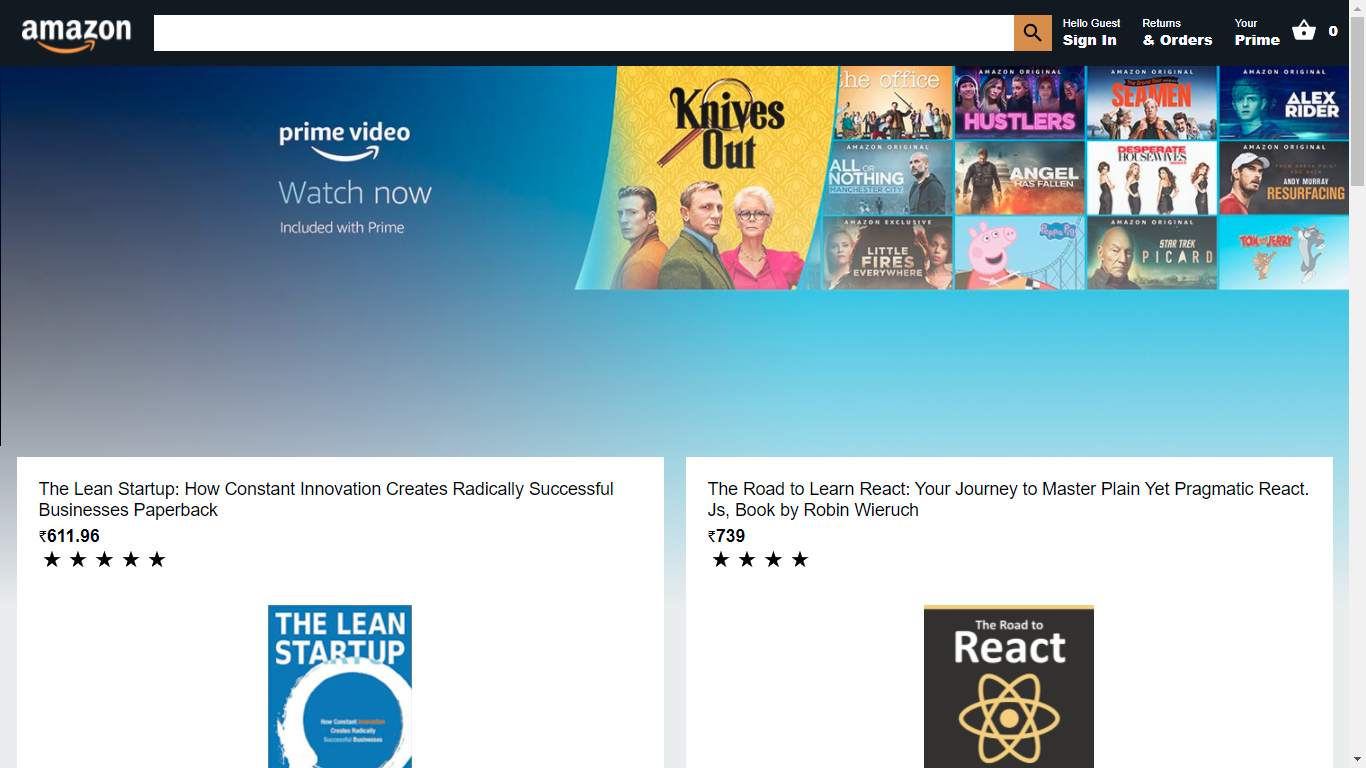 amazon
Hello Guest
Sign In
Returns
& Orders
Your
Prime
0
prime video
Watch now
Included with Prime
Knives
Out
the office
AMAZON ORIGINAL
HUSTLERS
AMAZON ORIGINAL
SEAMEN
AMAZON ORIGINAL
ALEX
RIDER
AMAZON ORIGINAL
ALL OR
NOTHING
MANCHESTER CITY
ANGEL
HAS FALLEN
DESPERATE
HOUSEWIVES
AMAZON ORIGINAL
FROM BREAK POINT
AND BACK
ANDY MURRAY
RESURFACING
AMAZON EXCLUSIVE
LITTLE
FIRES
EVERYWHERE
Peppa Pig
AMAZON ORIGINAL
STAR TREK
PICARD
TOM and JERRY
The Lean Startup: How Constant Innovation Creates Radically Successful
Businesses Paperback
₹611.96
★ ★ ★ ★ ★
The Road to Learn React: Your Journey to Master Plain Yet Pragmatic React.
Js, Book by Robin Wieruch
₹739
★ ★ ★ ★
THE LEAN
STARTUP
How Constant Innovation
Creates Radically
Successful Businesses
The Road to
React